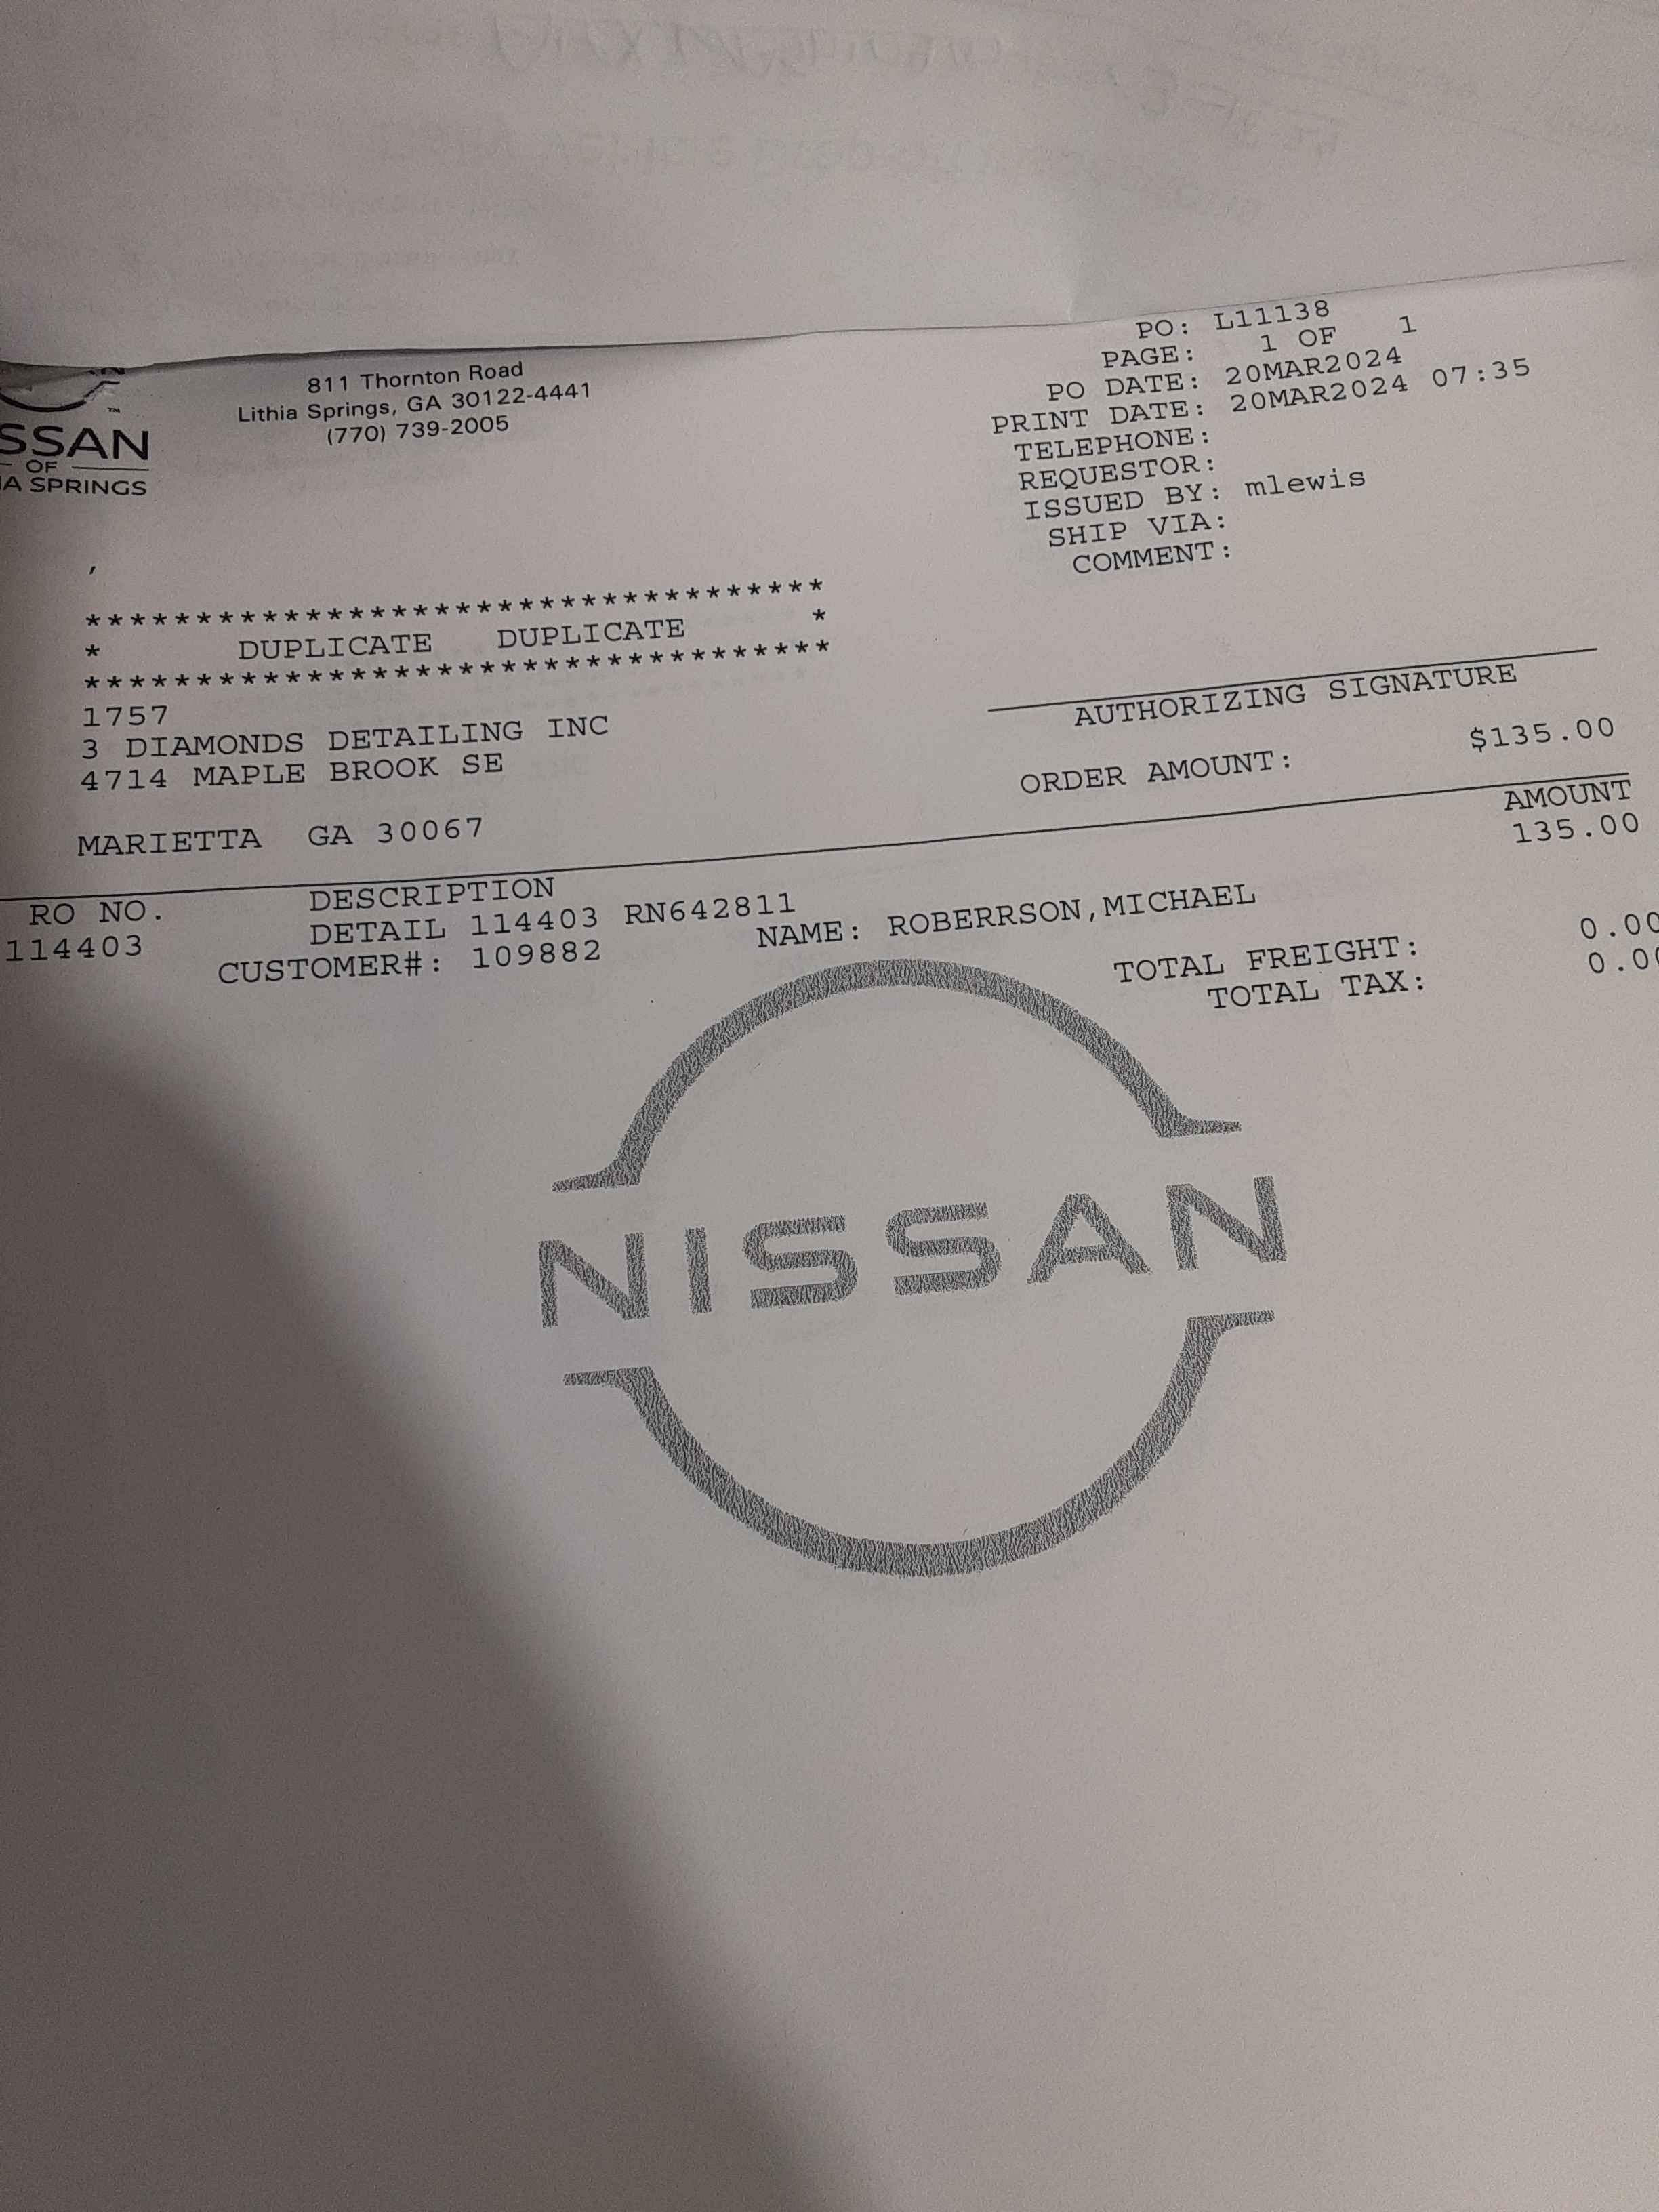 SSAN
OF
IA SPRINGS
811 Thornton Road
Lithia Springs, GA 30122-4441
(770) 739-2005
PO: L11138
PAGE: 1 OF 1
PO DATE: 20MAR2024
PRINT DATE: 20MAR2024 07:35
TELEPHONE:
REQUESTOR:
ISSUED BY: mlewis
SHIP VIA:
COMMENT:
,
**********************************
* DUPLICATE DUPLICATE *
**********************************
1757
3 DIAMONDS DETAILING INC
4714 MAPLE BROOK SE
MARIETTA GA 30067
AUTHORIZING SIGNATURE
ORDER AMOUNT: $135.00
RO NO. DESCRIPTION AMOUNT
114403 DETAIL 114403 RN642811 135.00
CUSTOMER#: 109882 NAME: ROBERRSON,MICHAEL
TOTAL FREIGHT: 0.00
TOTAL TAX: 0.00
NISSAN